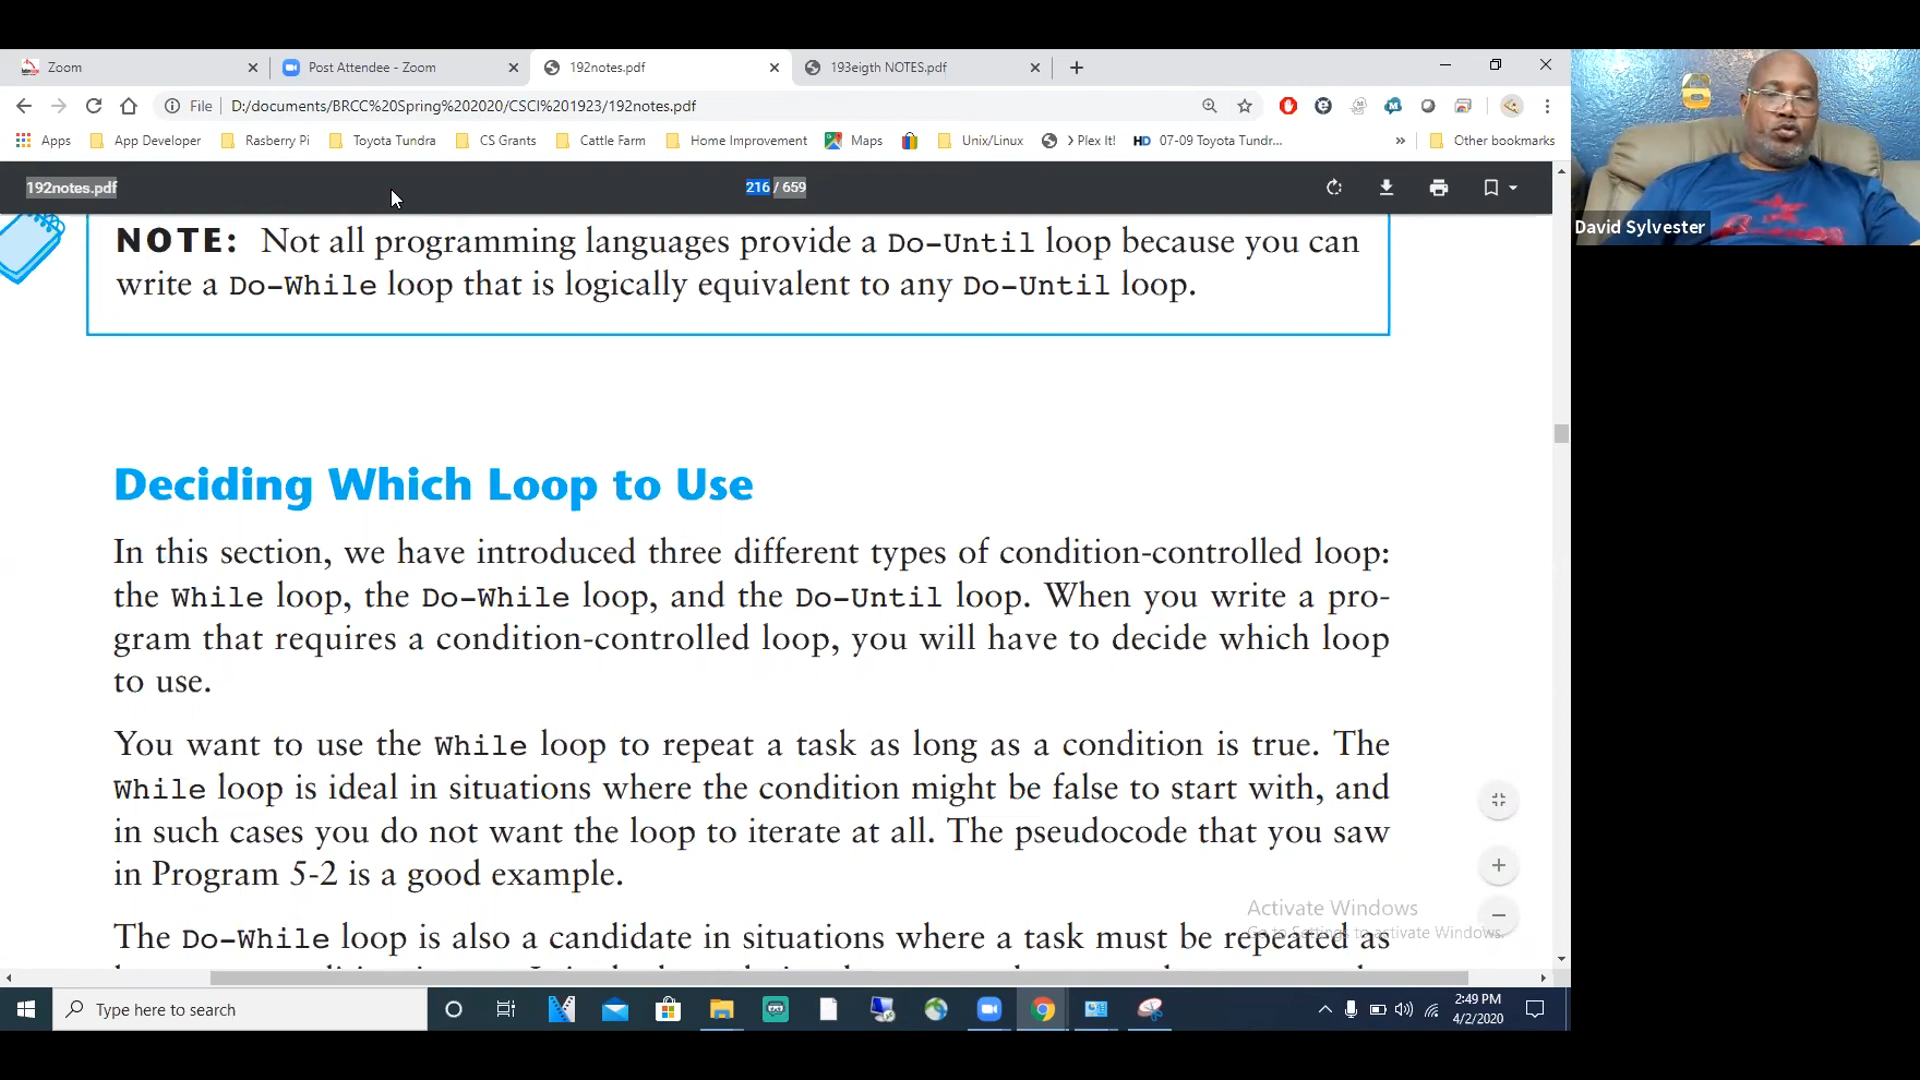 Zoom
Post Attendee - Zoom
192notes.pdf
193eigth NOTES.pdf
File
D:/documents/BRCC%20Spring%202020/CSCI%201923/192notes.pdf
Apps
App Developer
Rasberry Pi
Toyota Tundra
CS Grants
Cattle Farm
Home Improvement
Maps
Unix/Linux
> Plex It!
HD 07-09 Toyota Tundr...
»
Other bookmarks
192notes.pdf
216 / 659
David Sylvester
NOTE: Not all programming languages provide a Do-Until loop because you can
write a Do-While loop that is logically equivalent to any Do-Until loop.
Deciding Which Loop to Use
In this section, we have introduced three different types of condition-controlled loop:
the While loop, the Do-While loop, and the Do-Until loop. When you write a pro-
gram that requires a condition-controlled loop, you will have to decide which loop
to use.
You want to use the While loop to repeat a task as long as a condition is true. The
While loop is ideal in situations where the condition might be false to start with, and
in such cases you do not want the loop to iterate at all. The pseudocode that you saw
in Program 5-2 is a good example.
The Do-While loop is also a candidate in situations where a task must be repeated as
Activate Windows
Go to Settings to activate Windows.
Type here to search
2:49 PM
4/2/2020